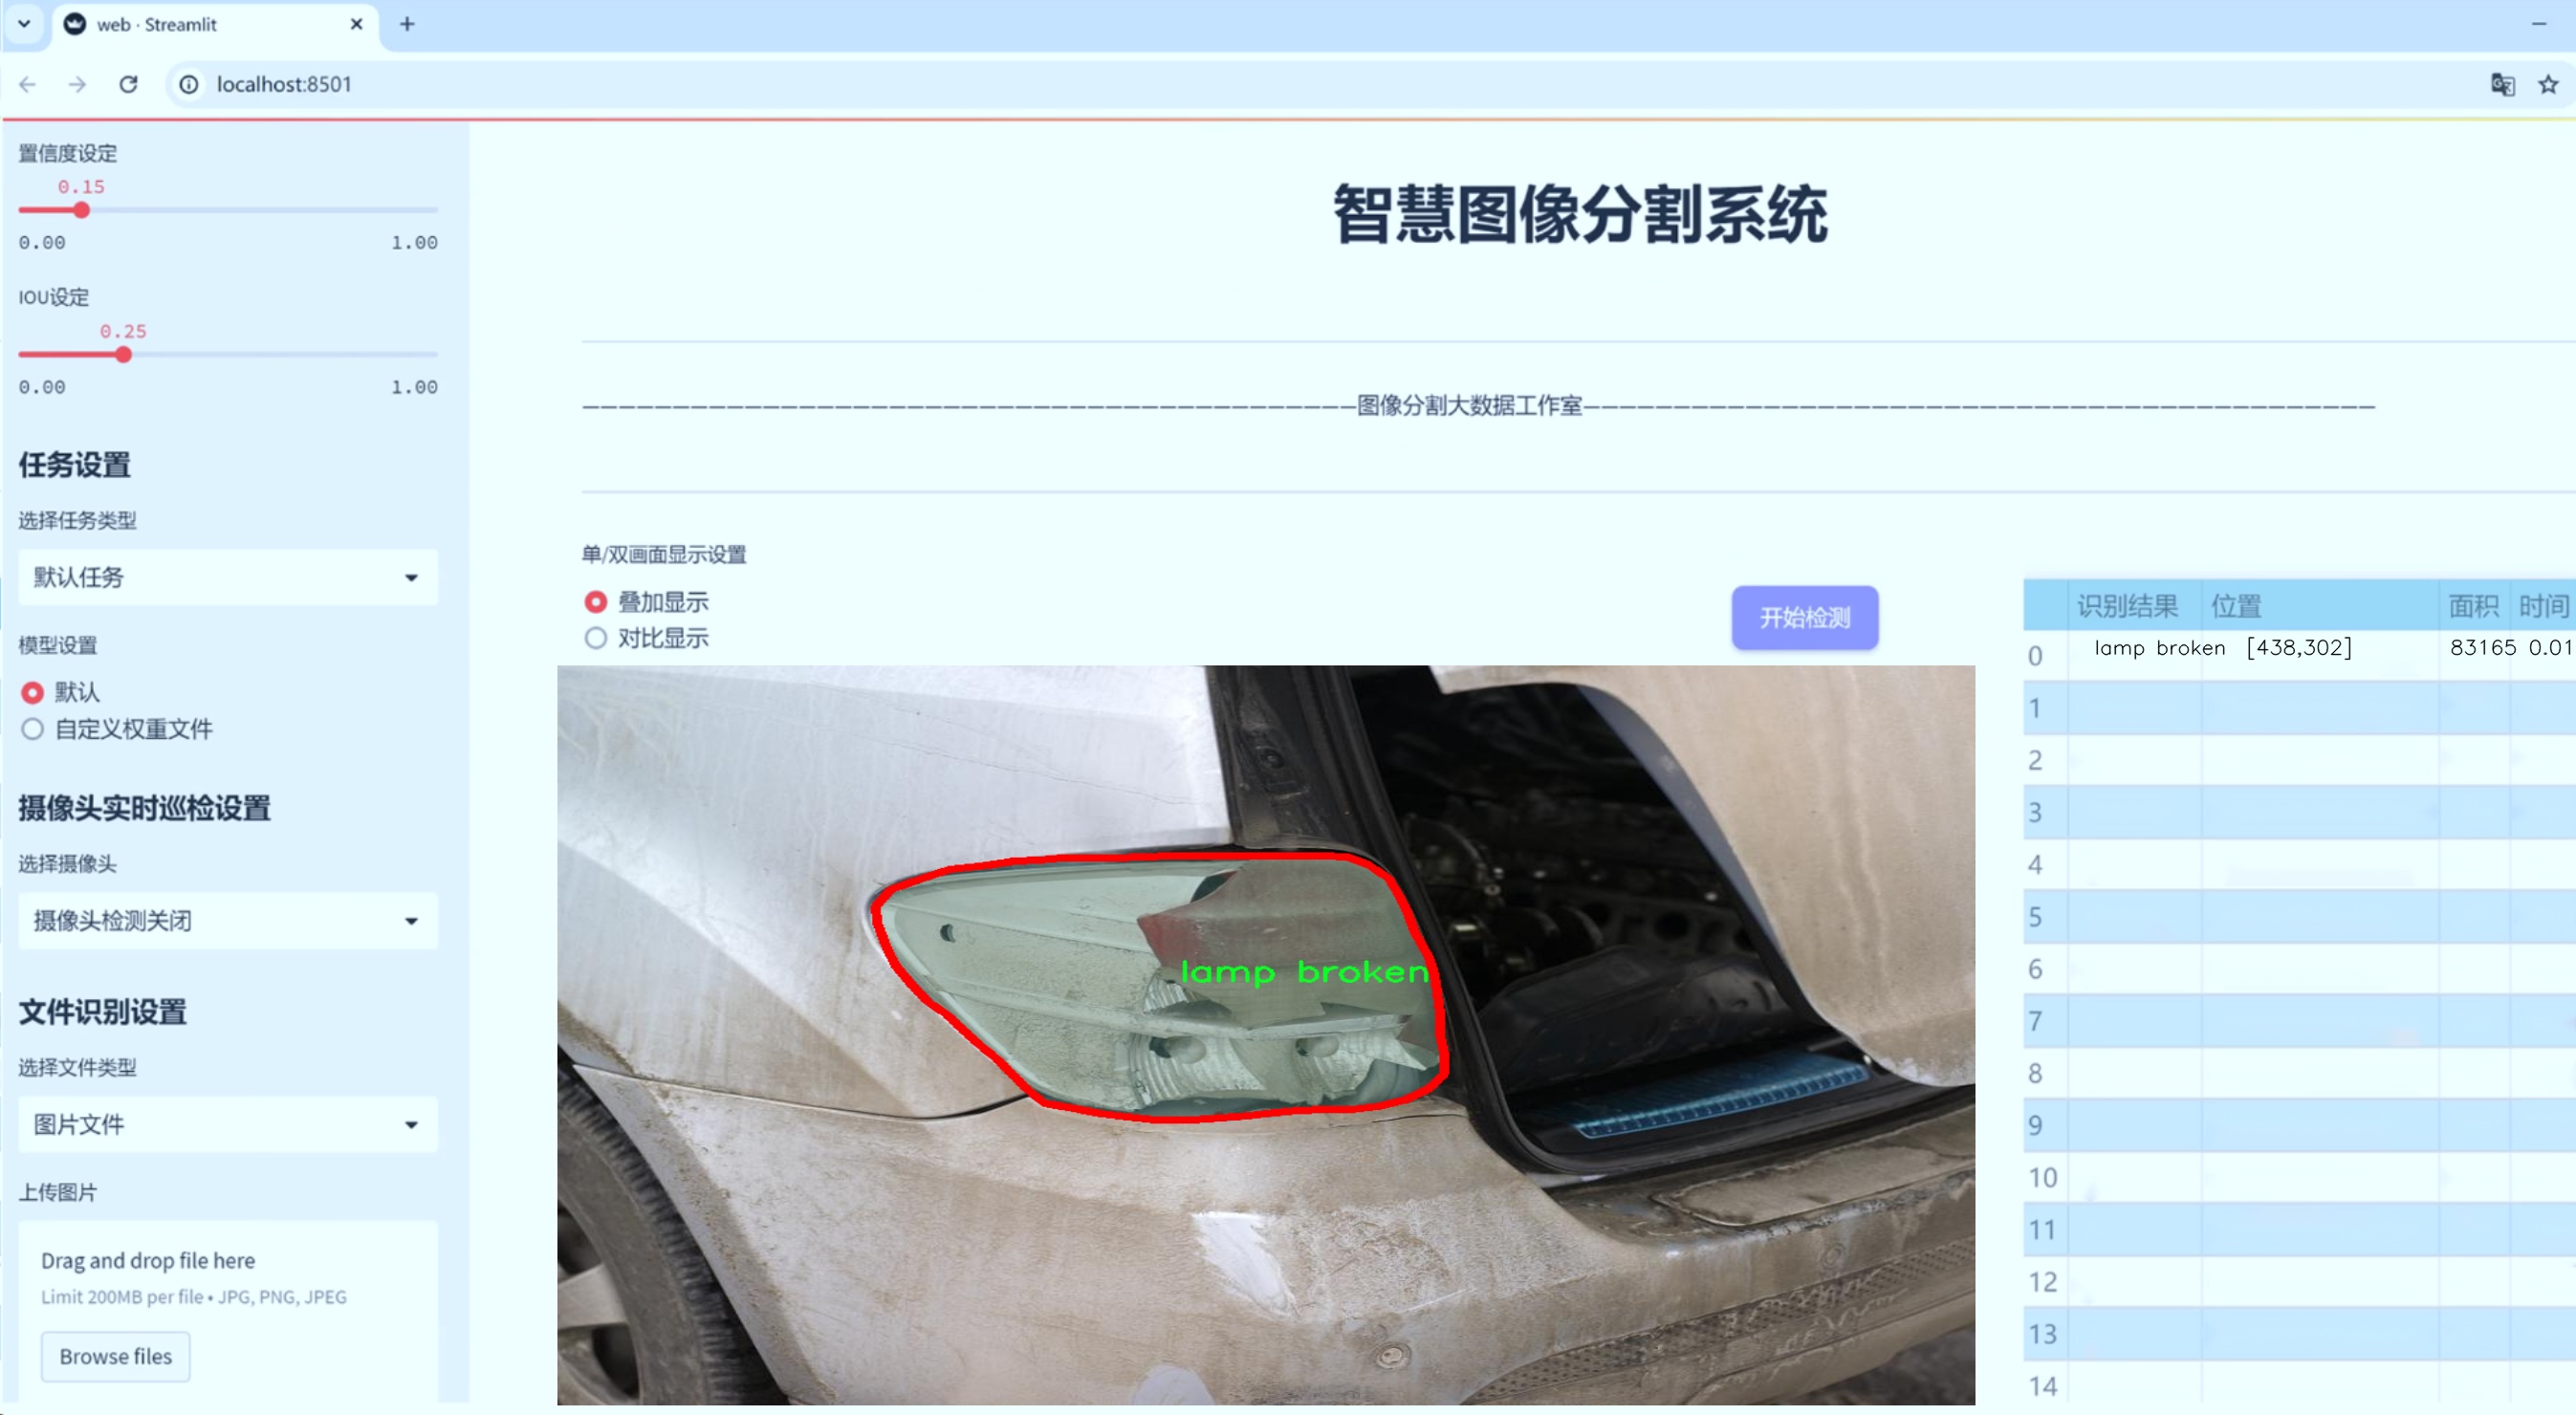 web · Streamlit
localhost:8501
置信度设定
0.15
0.00 1.00
IOU设定
0.25
0.00 1.00
任务设置
选择任务类型
默认任务
模型设置
默认
自定义权重文件
摄像头实时巡检设置
选择摄像头
摄像头检测关闭
文件识别设置
选择文件类型
图片文件
上传图片
Drag and drop file here
Limit 200MB per file • JPG, PNG, JPEG
Browse files
智慧图像分割系统
图像分割大数据工作室
单/双画面显示设置
叠加显示
对比显示
开始检测
lamp broken
识别结果 位置 面积 时间
0 lamp broken [438,302] 83165 0.01
1
2
3
4
5
6
7
8
9
10
11
12
13
14